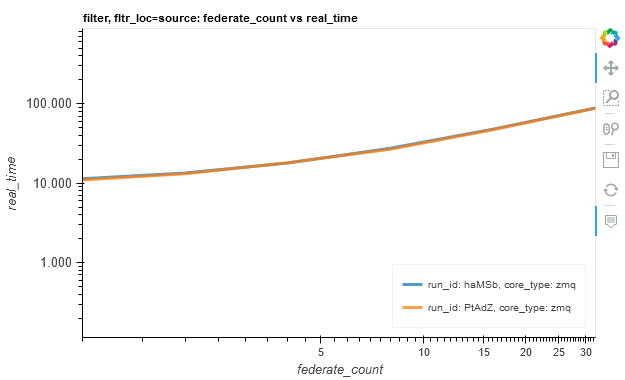 filter, fltr_loc=source: federate_count vs real_time
100.000
10.000
1.000
real_time
run_id: haMSb, core_type: zmq
run_id: PtAdZ, core_type: zmq
5
10
15
20
25
30
federate_count